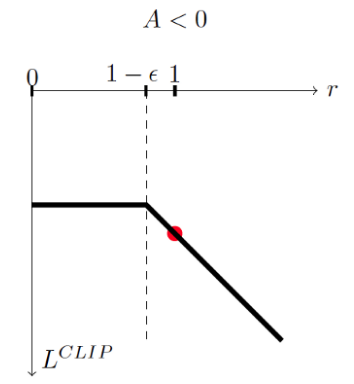 A < 0
0 1 − ϵ 1 r
L^{CLIP}